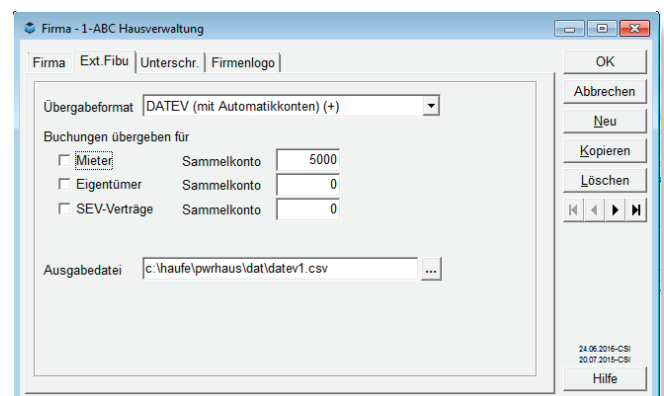 Firma - 1-ABC Hausverwaltung
Firma Ext.Fibu Unterschr. Firmenlogo
Übergabeformat DATEV (mit Automatikkonten) (+)
Buchungen übergeben für
Mieter Sammelkonto 5000
Eigentümer Sammelkonto 0
SEV-Verträge Sammelkonto 0
Ausgabedatei c:\haufe\pwrhaus\dat\datev1.csv ...
OK
Abbrechen
Neu
Kopieren
Löschen
24.06.2016-CSI
20.07.2015-CSI
Hilfe